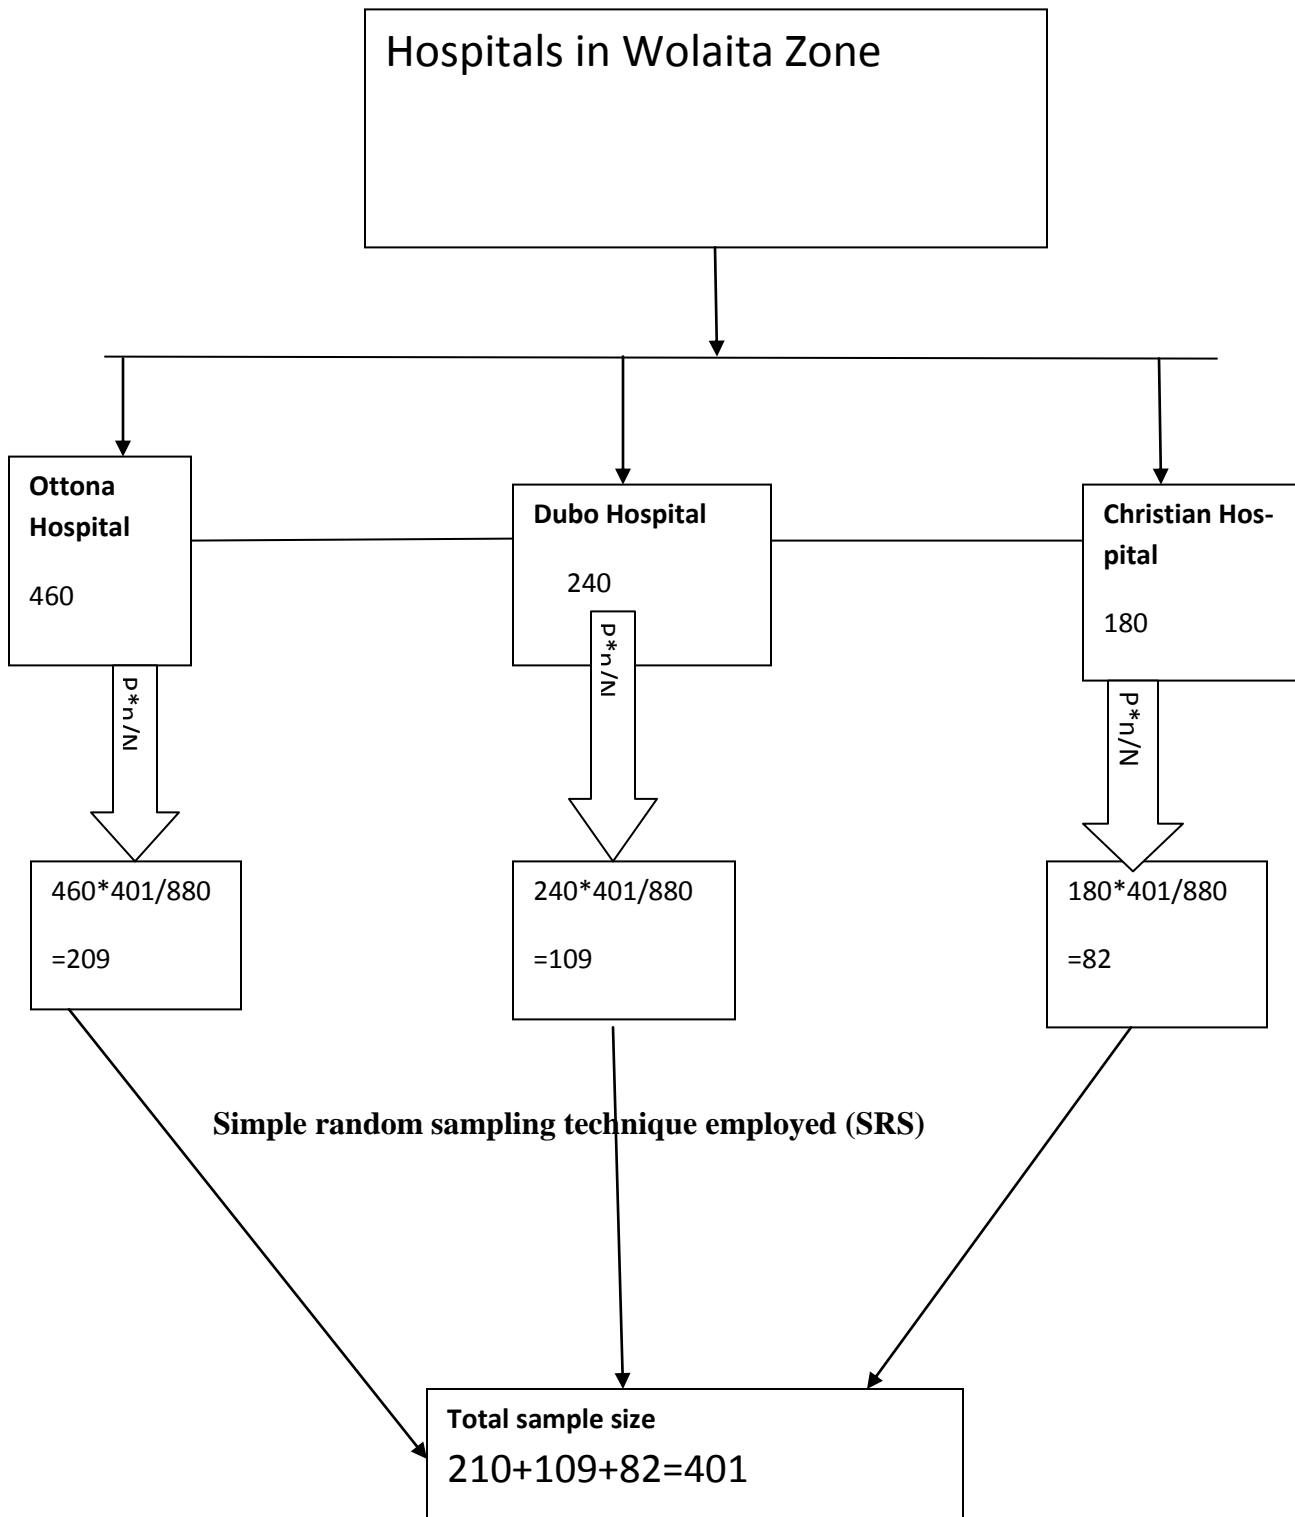 Hospitals in Wolaita Zone
Ottona
Hospital
460
Dubo Hospital
240
Christian Hos-
pital
180
P*n/N
P*n/N
P*n/N
460*401/880
=209
240*401/880
=109
180*401/880
=82
Simple random sampling technique employed (SRS)
Total sample size
210+109+82=401